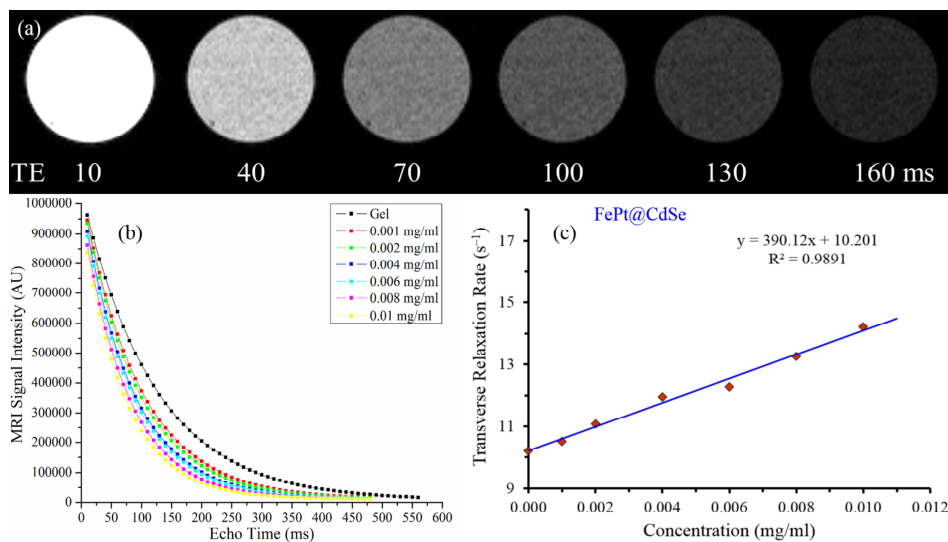 (a)
TE 10 40 70 100 130 160 ms
(b)
MRI Signal Intensity (AU)
1000000
900000
800000
700000
600000
500000
400000
300000
200000
100000
0
0 50 100 150 200 250 300 350 400 450 500 550 600
Echo Time (ms)
Gel
0.001 mg/ml
0.002 mg/ml
0.004 mg/ml
0.006 mg/ml
0.008 mg/ml
0.01 mg/ml
FePt@CdSe
(c)
y = 390.12x + 10.201
R² = 0.9891
Transverse Relaxation Rate (s⁻¹)
17
15
13
11
9
0.000 0.002 0.004 0.006 0.008 0.010 0.012
Concentration (mg/ml)